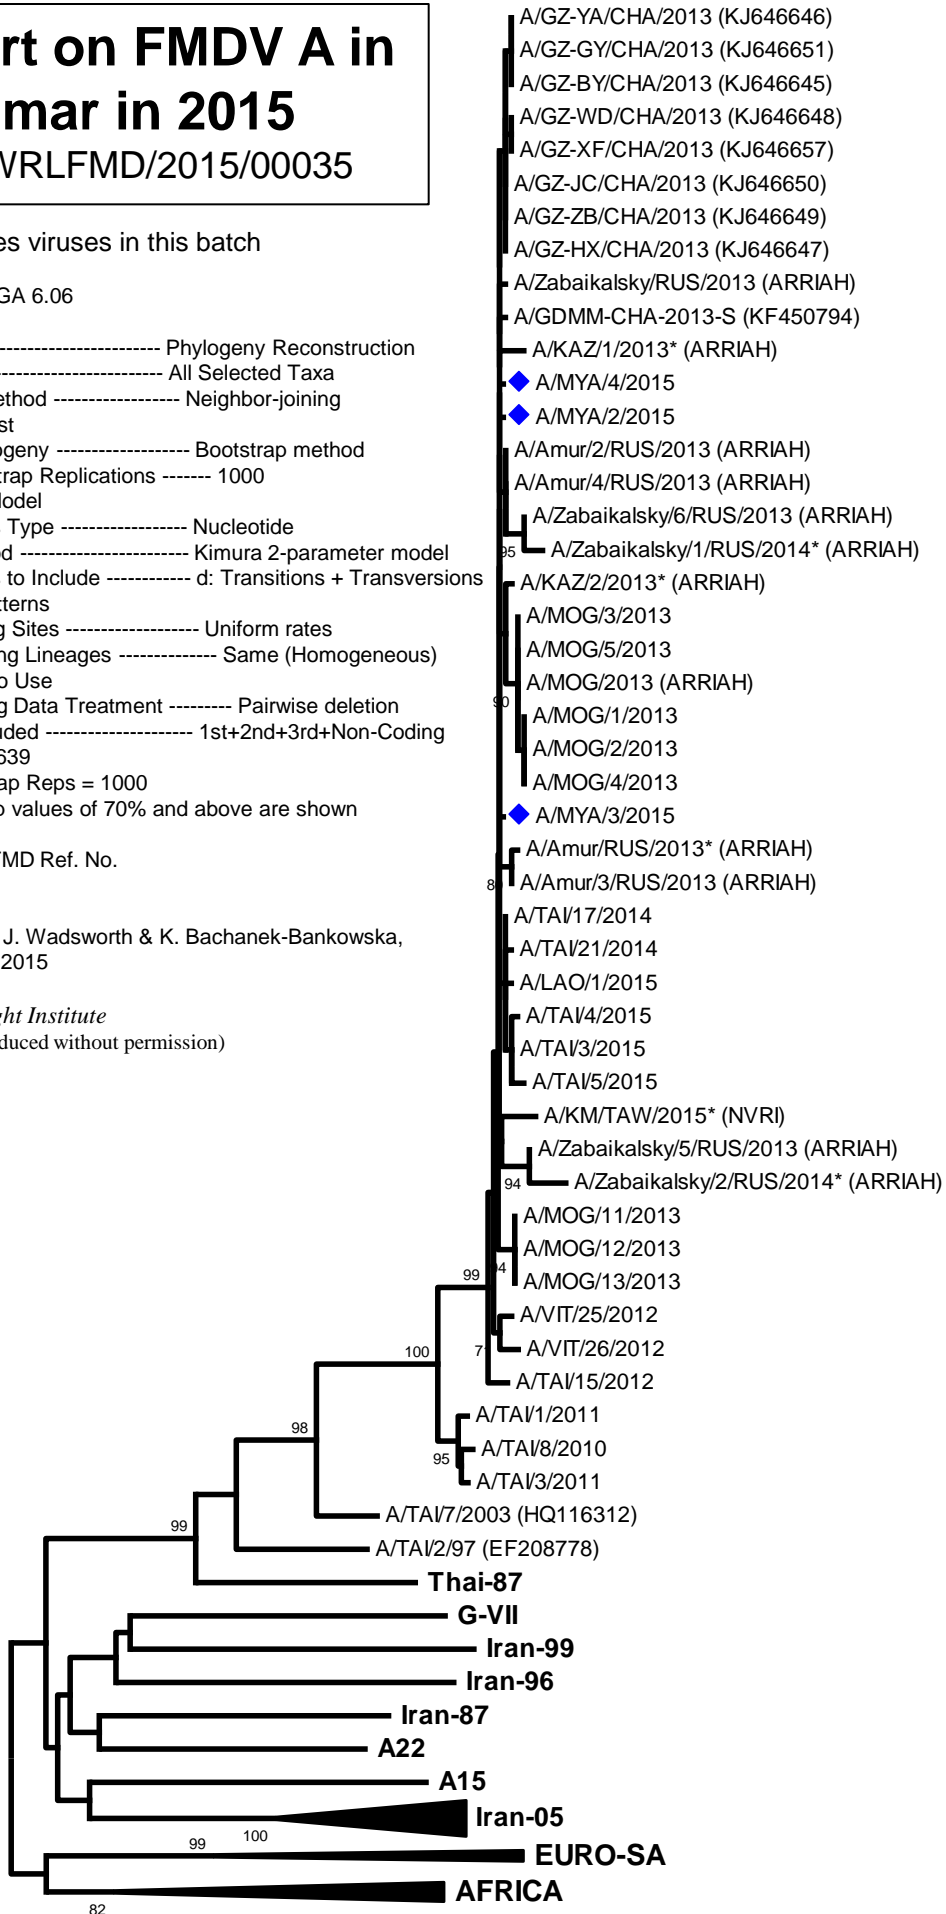 rt on FMDV A in
mar in 2015
WRLFMD/2015/00035
es viruses in this batch
GA 6.06
------------------------ Phylogeny Reconstruction
------------------------ All Selected Taxa
ethod ------------------ Neighbor-joining
st
ogeny ------------------- Bootstrap method
trap Replications ------- 1000
Model
s Type ------------------ Nucleotide
od ------------------------ Kimura 2-parameter model
s to Include ------------ d: Transitions + Transversions
tterns
g Sites ------------------- Uniform rates
ng Lineages -------------- Same (Homogeneous)
o Use
g Data Treatment --------- Pairwise deletion
uded --------------------- 1st+2nd+3rd+Non-Coding
639
ap Reps = 1000
p values of 70% and above are shown
FMD Ref. No.
J. Wadsworth & K. Bachanek-Bankowska,
2015
ght Institute
duced without permission)
A/GZ-YA/CHA/2013 (KJ646646)
A/GZ-GY/CHA/2013 (KJ646651)
A/GZ-BY/CHA/2013 (KJ646645)
A/GZ-WD/CHA/2013 (KJ646648)
A/GZ-XF/CHA/2013 (KJ646657)
A/GZ-JC/CHA/2013 (KJ646650)
A/GZ-ZB/CHA/2013 (KJ646649)
A/GZ-HX/CHA/2013 (KJ646647)
A/Zabaikalsky/RUS/2013 (ARRIAH)
A/GDMM-CHA-2013-S (KF450794)
A/KAZ/1/2013* (ARRIAH)
A/MYA/4/2015
A/MYA/2/2015
A/Amur/2/RUS/2013 (ARRIAH)
A/Amur/4/RUS/2013 (ARRIAH)
A/Zabaikalsky/6/RUS/2013 (ARRIAH)
A/Zabaikalsky/1/RUS/2014* (ARRIAH)
95
A/KAZ/2/2013* (ARRIAH)
A/MOG/3/2013
A/MOG/5/2013
A/MOG/2013 (ARRIAH)
90
A/MOG/1/2013
A/MOG/2/2013
A/MOG/4/2013
A/MYA/3/2015
A/Amur/RUS/2013* (ARRIAH)
A/Amur/3/RUS/2013 (ARRIAH)
A/TAI/17/2014
A/TAI/21/2014
A/LAO/1/2015
A/TAI/4/2015
A/TAI/3/2015
A/TAI/5/2015
A/KM/TAW/2015* (NVRI)
A/Zabaikalsky/5/RUS/2013 (ARRIAH)
94
A/Zabaikalsky/2/RUS/2014* (ARRIAH)
A/MOG/11/2013
A/MOG/12/2013
A/MOG/13/2013
99
A/VIT/25/2012
A/VIT/26/2012
100
A/TAI/15/2012
A/TAI/1/2011
98
A/TAI/8/2010
95
A/TAI/3/2011
A/TAI/7/2003 (HQ116312)
99
A/TAI/2/97 (EF208778)
Thai-87
G-VII
Iran-99
Iran-96
Iran-87
A22
A15
Iran-05
100
99
EURO-SA
AFRICA
82